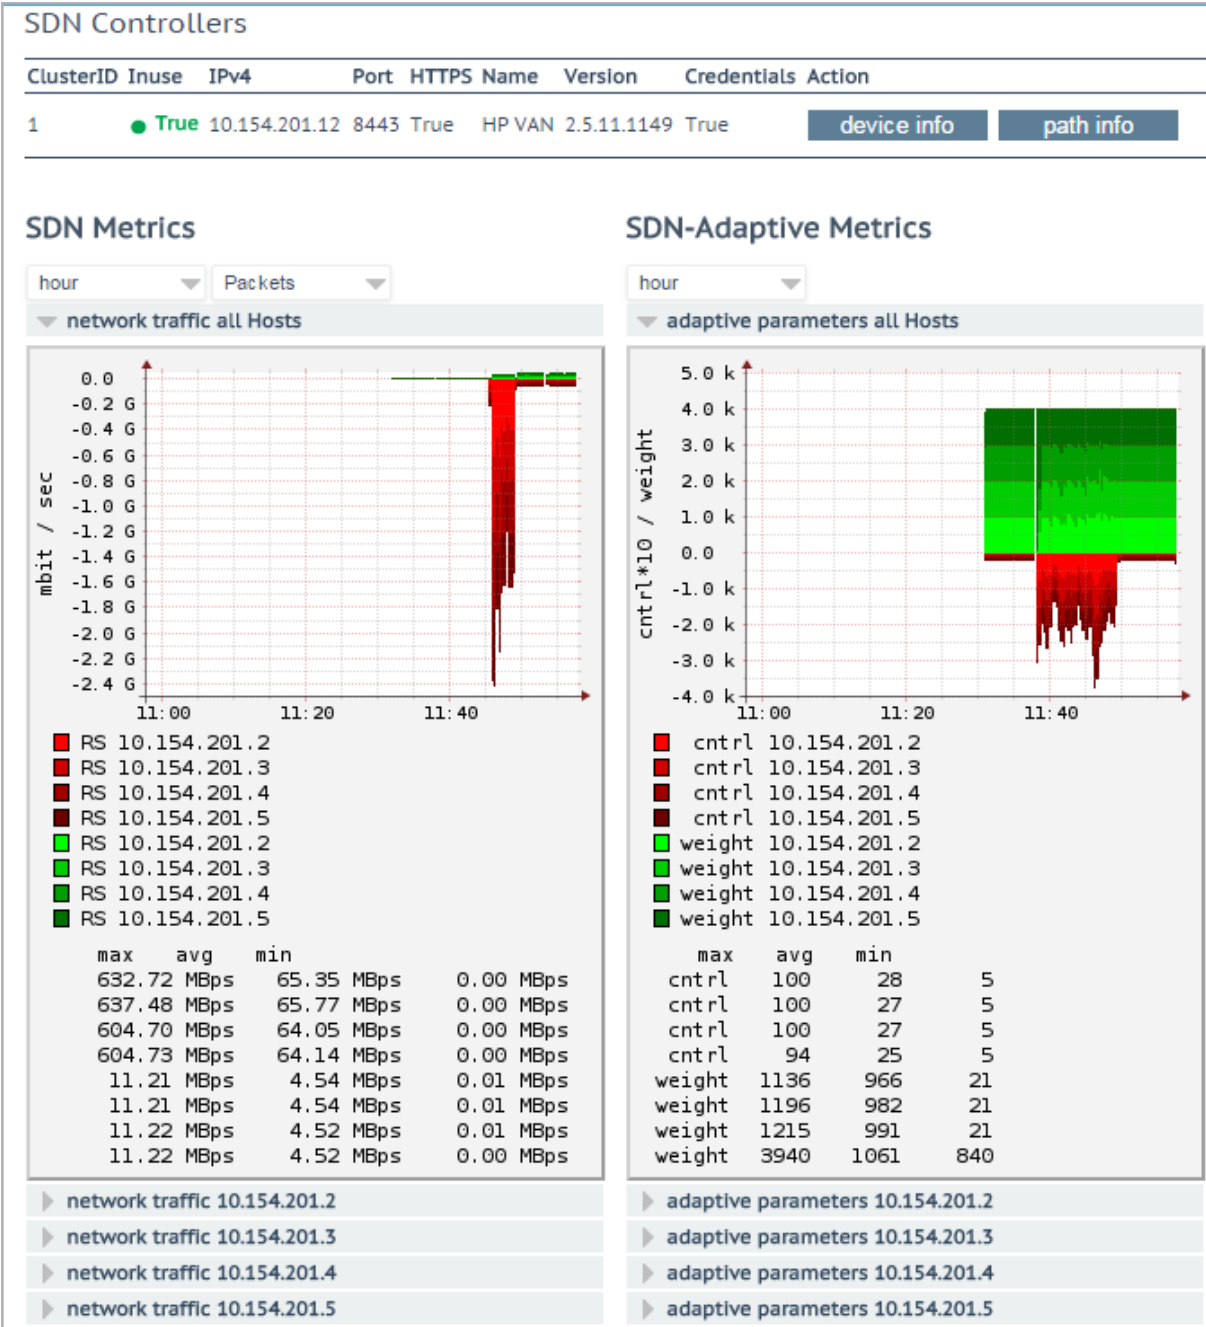 SDN Controllers
ClusterID Inuse IPv4 Port HTTPS Name Version Credentials Action
1 True 10.154.201.12 8443 True HP VAN 2.5.11.1149 True device info path info
SDN Metrics
hour Packets
network traffic all Hosts
mbit / sec
0.0
-0.2 G
-0.4 G
-0.6 G
-0.8 G
-1.0 G
-1.2 G
-1.4 G
-1.6 G
-1.8 G
-2.0 G
-2.2 G
-2.4 G
11:00 11:20 11:40
RS 10.154.201.2
RS 10.154.201.3
RS 10.154.201.4
RS 10.154.201.5
RS 10.154.201.2
RS 10.154.201.3
RS 10.154.201.4
RS 10.154.201.5
max avg min
632.72 MBps 65.35 MBps 0.00 MBps
637.48 MBps 65.77 MBps 0.00 MBps
604.70 MBps 64.05 MBps 0.00 MBps
604.73 MBps 64.14 MBps 0.00 MBps
11.21 MBps 4.54 MBps 0.01 MBps
11.21 MBps 4.54 MBps 0.01 MBps
11.22 MBps 4.52 MBps 0.01 MBps
11.22 MBps 4.52 MBps 0.00 MBps
network traffic 10.154.201.2
network traffic 10.154.201.3
network traffic 10.154.201.4
network traffic 10.154.201.5
SDN-Adaptive Metrics
hour
adaptive parameters all Hosts
cntrl*10 / weight
5.0 k
4.0 k
3.0 k
2.0 k
1.0 k
0.0
-1.0 k
-2.0 k
-3.0 k
-4.0 k
11:00 11:20 11:40
cntrl 10.154.201.2
cntrl 10.154.201.3
cntrl 10.154.201.4
cntrl 10.154.201.5
weight 10.154.201.2
weight 10.154.201.3
weight 10.154.201.4
weight 10.154.201.5
max avg min
cntrl 100 28 5
cntrl 100 27 5
cntrl 100 27 5
cntrl 94 25 5
weight 1136 966 21
weight 1196 982 21
weight 1215 991 21
weight 3940 1061 840
adaptive parameters 10.154.201.2
adaptive parameters 10.154.201.3
adaptive parameters 10.154.201.4
adaptive parameters 10.154.201.5